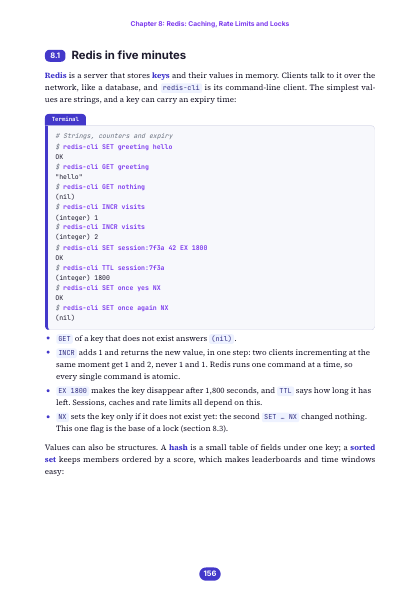 Chapter 8: Redis: Caching, Rate Limits and Locks
8.1 Redis in five minutes
Redis is a server that stores keys and their values in memory. Clients talk to it over the
network, like a database, and redis-cli is its command-line client. The simplest val-
ues are strings, and a key can carry an expiry time:
Terminal
# Strings, counters and expiry
$ redis-cli SET greeting hello
OK
$ redis-cli GET greeting
"hello"
$ redis-cli GET nothing
(nil)
$ redis-cli INCR visits
(integer) 1
$ redis-cli INCR visits
(integer) 2
$ redis-cli SET session:7f3a 42 EX 1800
OK
$ redis-cli TTL session:7f3a
(integer) 1800
$ redis-cli SET once yes NX
OK
$ redis-cli SET once again NX
(nil)
• GET of a key that does not exist answers (nil).
• INCR adds 1 and returns the new value, in one step: two clients incrementing at the
same moment get 1 and 2, never 1 and 1. Redis runs one command at a time, so
every single command is atomic.
• EX 1800 makes the key disappear after 1,800 seconds, and TTL says how long it has
left. Sessions, caches and rate limits all depend on this.
• NX sets the key only if it does not exist yet: the second SET … NX changed nothing.
This one flag is the base of a lock (section 8.3).
Values can also be structures. A hash is a small table of fields under one key; a sorted
set keeps members ordered by a score, which makes leaderboards and time windows
easy:
156